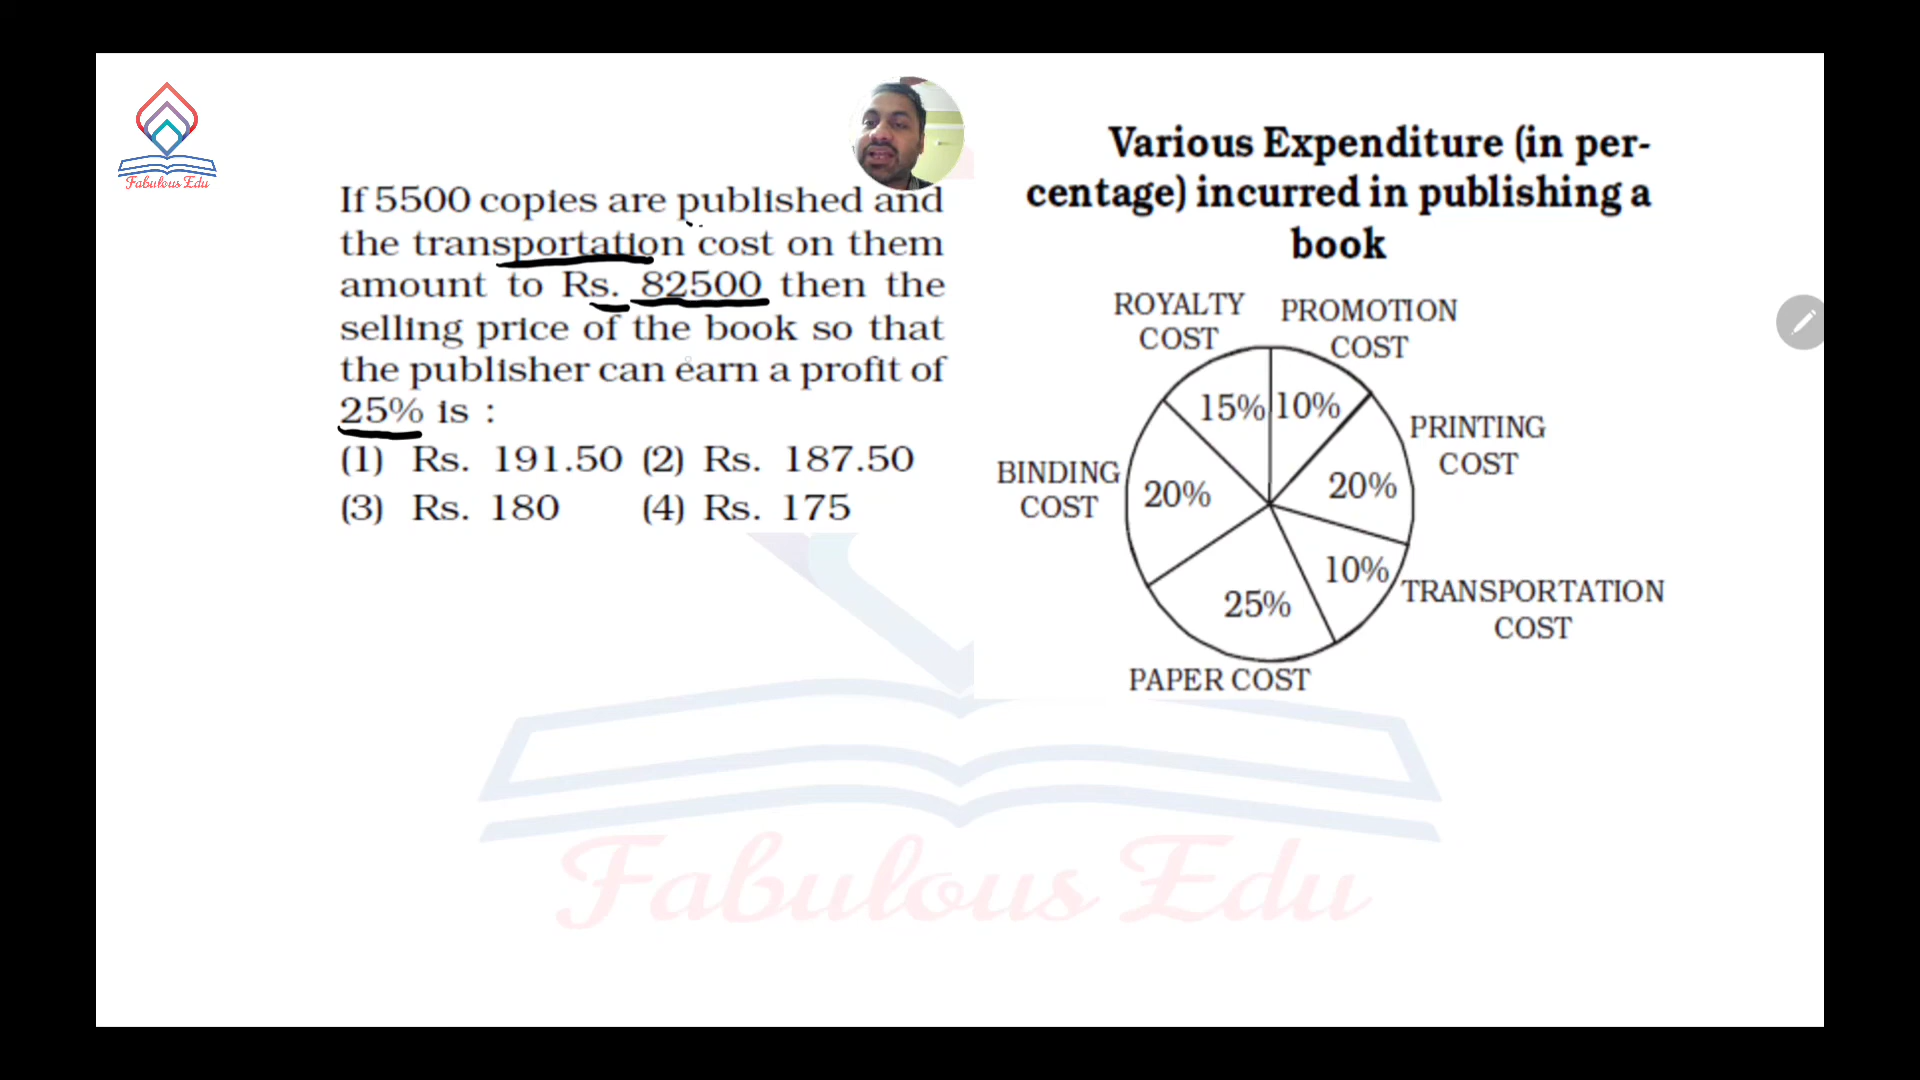 Fabulous Edu
If 5500 copies are published and
the transportation cost on them
amount to Rs. 82500 then the
selling price of the book so that
the publisher can earn a profit of
25% is :
(1) Rs. 191.50 (2) Rs. 187.50
(3) Rs. 180 (4) Rs. 175
Various Expenditure (in per-
centage) incurred in publishing a
book
ROYALTY
COST
PROMOTION
COST
15%
10%
PRINTING
COST
20%
BINDING
COST
20%
10%
TRANSPORTATION
COST
25%
PAPER COST
Fabulous Edu